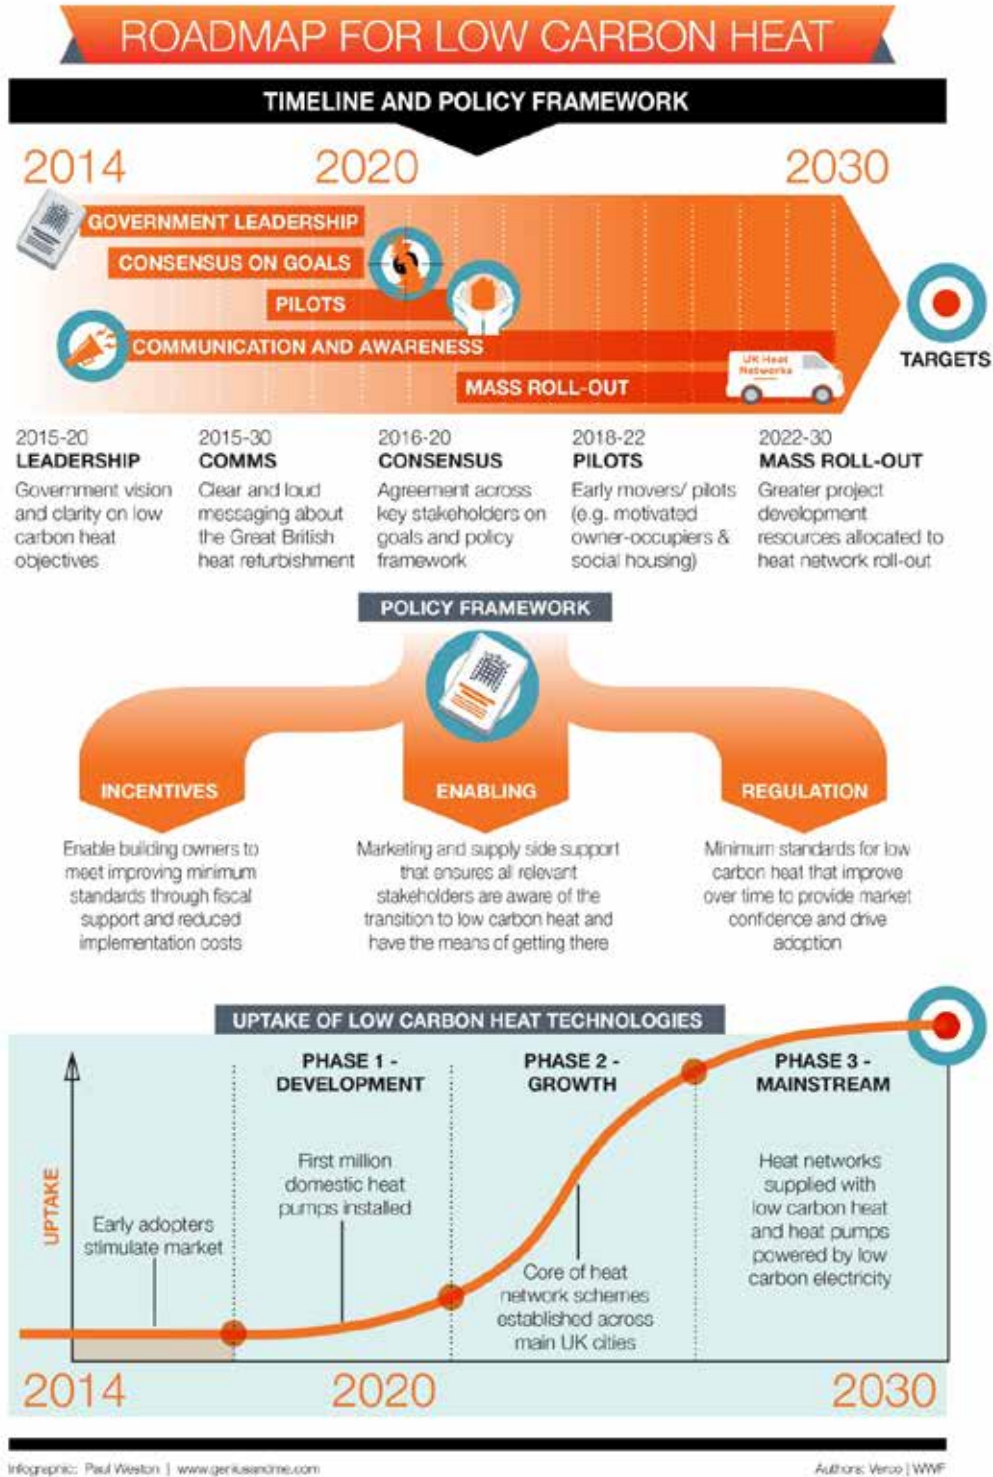 ROADMAP FOR LOW CARBON HEAT
TIMELINE AND POLICY FRAMEWORK
2014
2020
2030
GOVERNMENT LEADERSHIP
CONSENSUS ON GOALS
PILOTS
COMMUNICATION AND AWARENESS
UK Heat
Networks
MASS ROLL-OUT
TARGETS
2015-20
LEADERSHIP
Government vision
and clarity on low
carbon heat
objectives
2015-30
COMMS
Clear and loud
messaging about
the Great British
heat refurbishment
2016-20
CONSENSUS
Agreement across
key stakeholders on
goals and policy
framework
2018-22
PILOTS
Early movers/ pilots
(e.g. motivated
owner-occupiers &
social housing)
2022-30
MASS ROLL-OUT
Greater project
development
resources allocated to
heat network roll-out
POLICY FRAMEWORK
INCENTIVES
Enable building owners to
meet improving minimum
standards through fiscal
support and reduced
implementation costs
ENABLING
Marketing and supply side support
that ensures all relevant
stakeholders are aware of the
transition to low carbon heat and
have the means of getting there
REGULATION
Minimum standards for low
carbon heat that improve
over time to provide market
confidence and drive
adoption
UPTAKE OF LOW CARBON HEAT TECHNOLOGIES
UPTAKE
Early adopters
stimulate market
PHASE 1 -
DEVELOPMENT
First million
domestic heat
pumps installed
PHASE 2 -
GROWTH
Core of heat
network schemes
established across
main UK cities
PHASE 3 -
MAINSTREAM
Heat networks
supplied with
low carbon heat
and heat pumps
powered by low
carbon electricity
2014
2020
2030
Infographic: Paul Weston | www.geniusandme.com
Authors: Verco | WWF